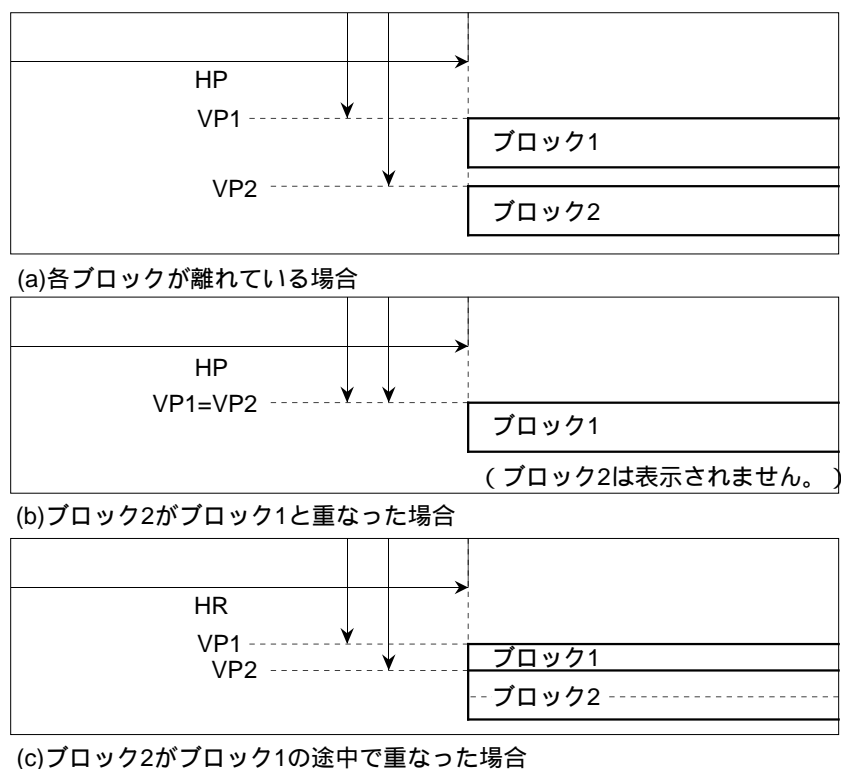 HP
VP1
ブロック1
VP2
ブロック2
(a)各ブロックが離れている場合
HP
VP1=VP2
ブロック1
(ブロック2は表示されません。)
(b)ブロック2がブロック1と重なった場合
HR
VP1
ブロック1
VP2
ブロック2
(c)ブロック2がブロック1の途中で重なった場合